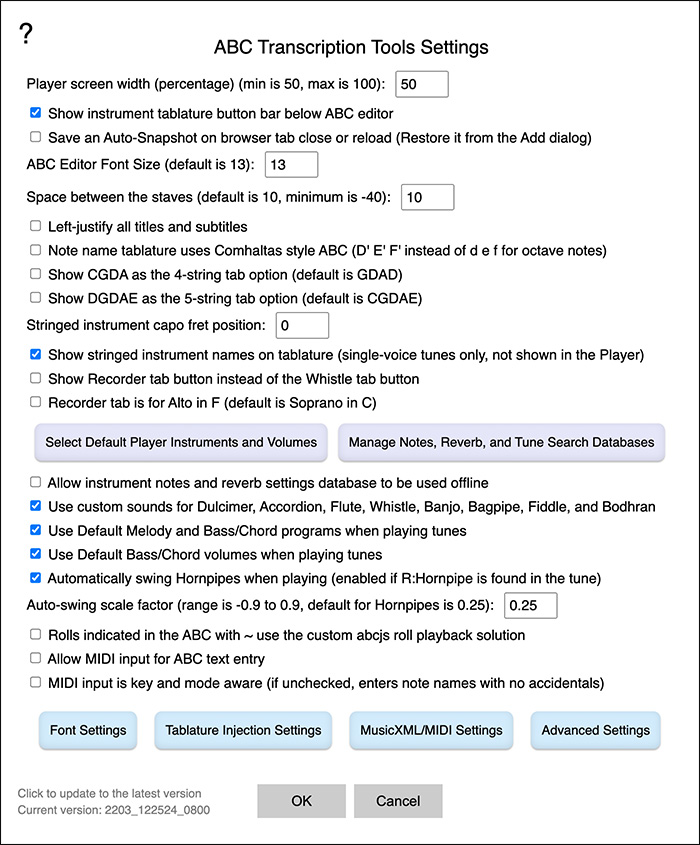 ?
ABC Transcription Tools Settings
Player screen width (percentage) (min is 50, max is 100): 50
Show instrument tablature button bar below ABC editor
Save an Auto-Snapshot on browser tab close or reload (Restore it from the Add dialog)
ABC Editor Font Size (default is 13): 13
Space between the staves (default is 10, minimum is -40): 10
Left-justify all titles and subtitles
Note name tablature uses Comhaltas style ABC (D' E' F' instead of d e f for octave notes)
Show CGDA as the 4-string tab option (default is GDAD)
Show DGDAE as the 5-string tab option (default is CGDAE)
Stringed instrument capo fret position: 0
Show stringed instrument names on tablature (single-voice tunes only, not shown in the Player)
Show Recorder tab button instead of the Whistle tab button
Recorder tab is for Alto in F (default is Soprano in C)
Select Default Player Instruments and Volumes Manage Notes, Reverb, and Tune Search Databases
Allow instrument notes and reverb settings database to be used offline
Use custom sounds for Dulcimer, Accordion, Flute, Whistle, Banjo, Bagpipe, Fiddle, and Bodhran
Use Default Melody and Bass/Chord programs when playing tunes
Use Default Bass/Chord volumes when playing tunes
Automatically swing Hornpipes when playing (enabled if R:Hornpipe is found in the tune)
Auto-swing scale factor (range is -0.9 to 0.9, default for Hornpipes is 0.25): 0.25
Rolls indicated in the ABC with ~ use the custom abcjs roll playback solution
Allow MIDI input for ABC text entry
MIDI input is key and mode aware (if unchecked, enters note names with no accidentals)
Font Settings Tablature Injection Settings MusicXML/MIDI Settings Advanced Settings
Click to update to the latest version
Current version: 2203_122524_0800
OK Cancel